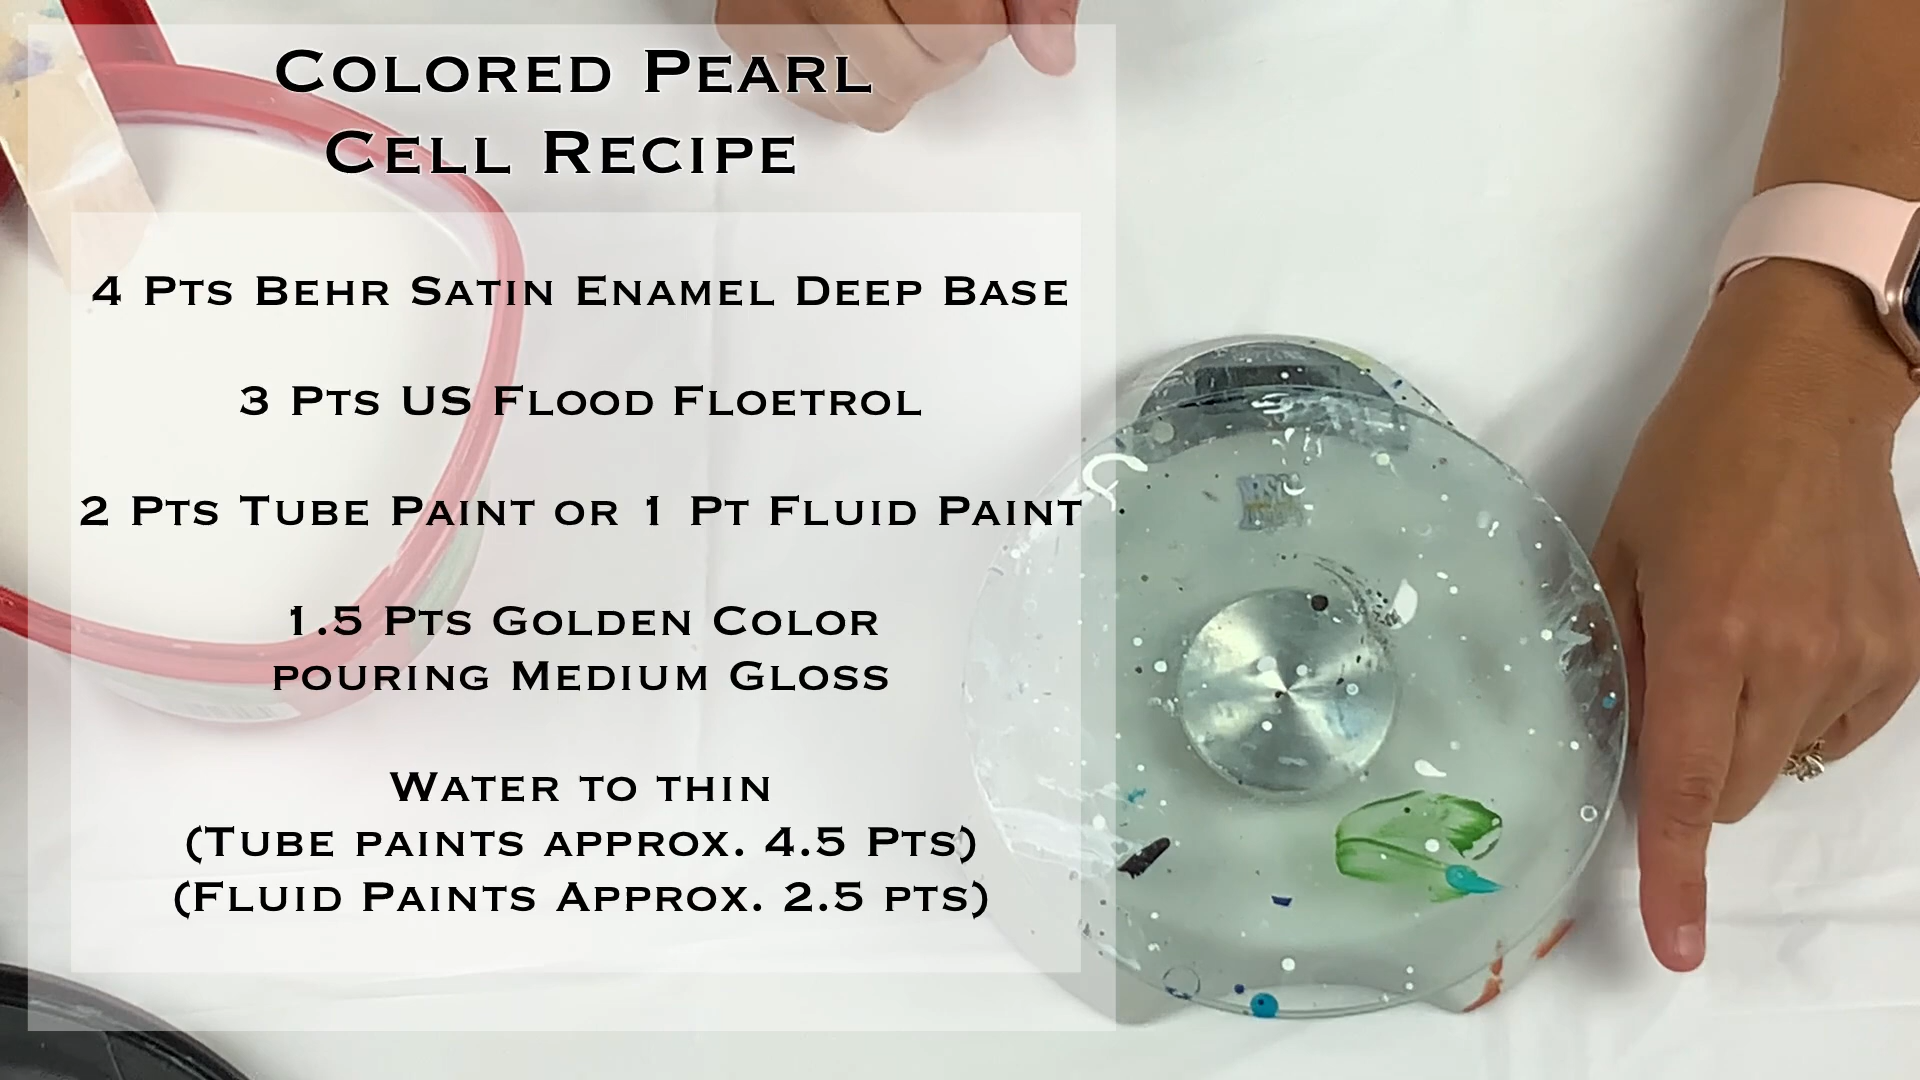 Colored Pearl
Cell Recipe
4 Pts Behr Satin Enamel Deep Base
3 Pts US Flood Floetrol
2 Pts Tube Paint or 1 Pt Fluid Paint
1.5 Pts Golden Color
pouring Medium Gloss
Water to thin
(Tube paints approx. 4.5 Pts)
(Fluid Paints Approx. 2.5 pts)